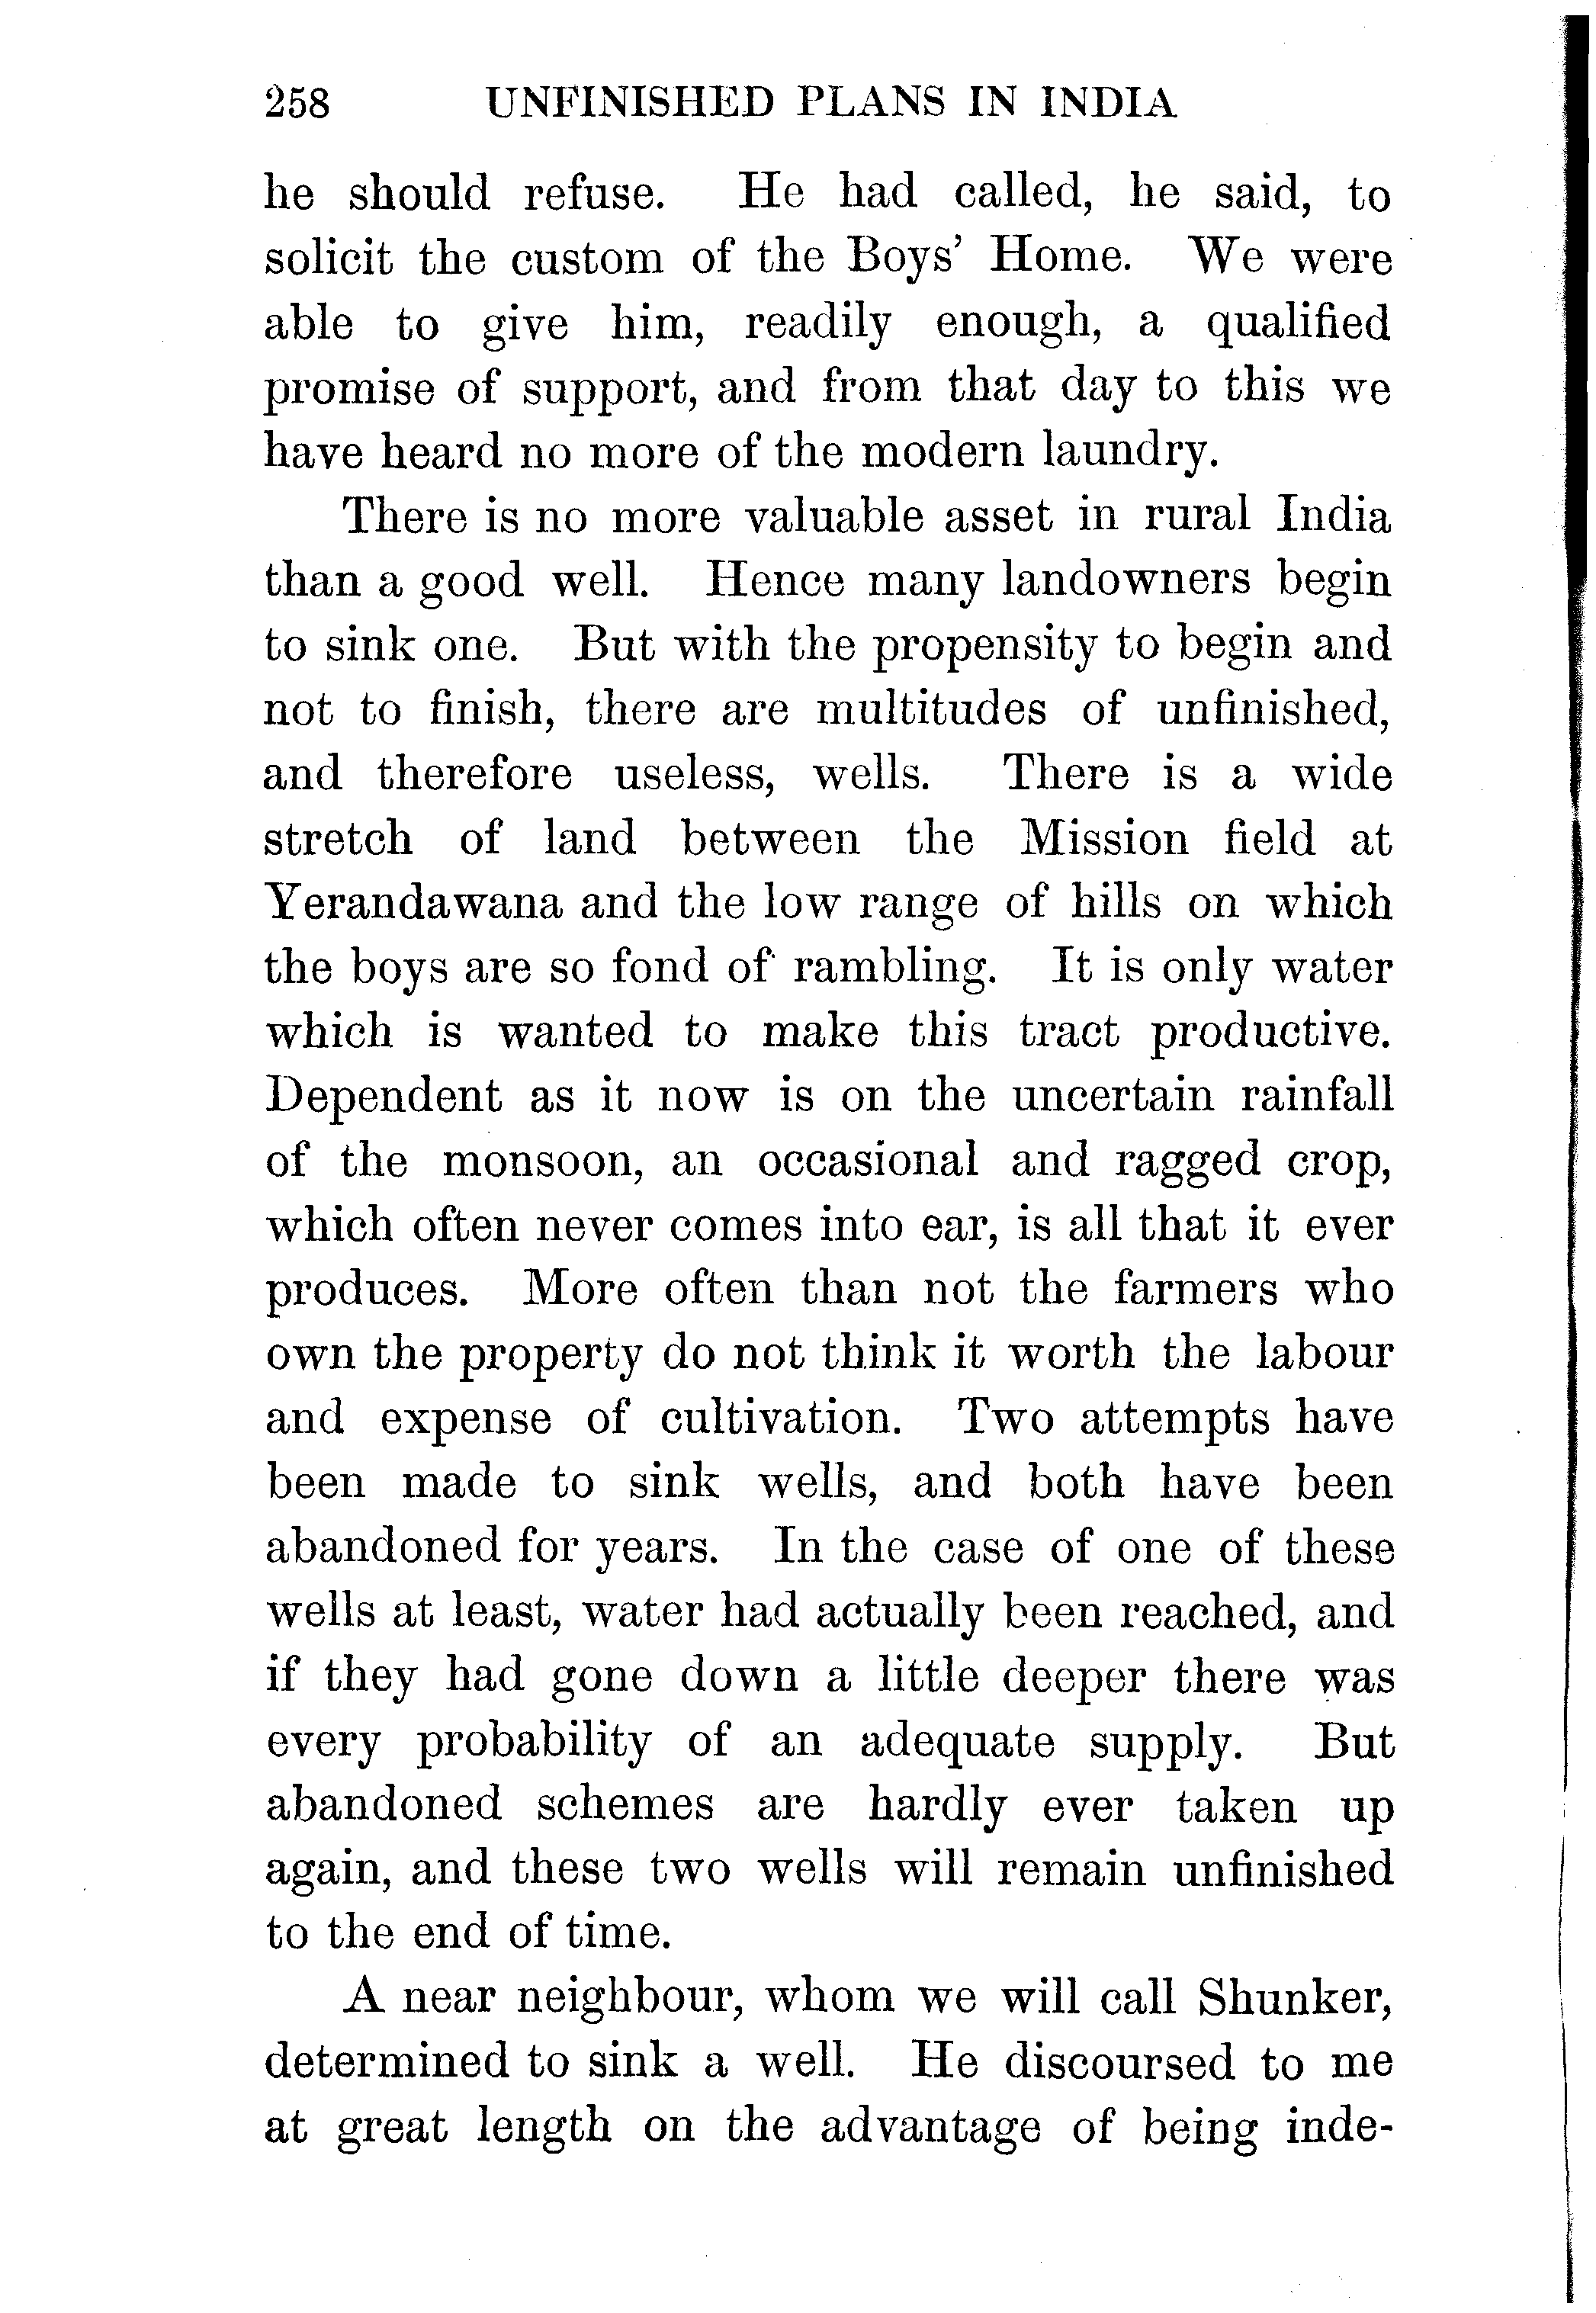 258 UNFINISHED PLANS IN INDIA
he should refuse. He had called, he said, to
solicit the custom of the Boys' Home. We were
able to give him, readily enough, a qualified
promise of support, and from that day to this we
have heard no more of the modern laundry.
There is no more valuable asset in rural India
than a good well. Hence many landowners begin
to sink one. But with the propensity to begin and
not to finish, there are multitudes of unfinished,
and therefore useless, wells. There is a wide
stretch of land between the Mission field at
Yerandawana and the low range of hills on which
the boys are so fond of rambling. It is only water
which is wanted to make this tract productive.
Dependent as it now is on the uncertain rainfall
of the monsoon, an occasional and ragged crop,
which often never comes into ear, is all that it ever
produces. More often than not the farmers who
own the property do not think it worth the labour
and expense of cultivation. Two attempts have
been made to sink wells, and both have been
abandoned for years. In the case of one of these
wells at least, water had actually been reached, and
if they had gone down a little deeper there was
every probability of an adequate supply. But
abandoned schemes are hardly ever taken up
again, and these two wells will remain unfinished
to the end of time.
A near neighbour, whom we will call Shunker,
determined to sink a well. He discoursed to me
at great length on the advantage of being inde-